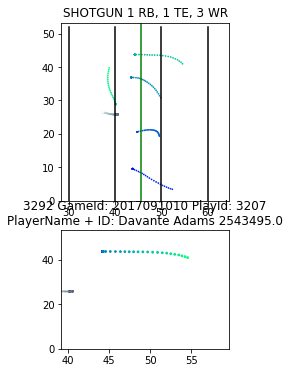 SHOTGUN 1 RB, 1 TE, 3 WR
50
40
30
20
10
0
30 40 50 60
3292 GameId: 2017091010 PlayId: 3207
PlayerName + ID: Davante Adams 2543495.0
40
20
0
40 45 50 55